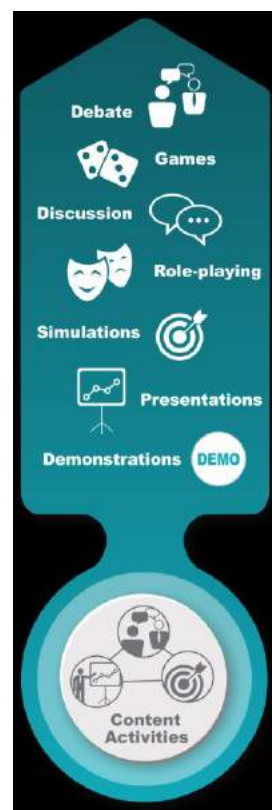 Debate
Games
Discussion
Role-playing
Simulations
Presentations
Demonstrations DEMO
Content
Activities